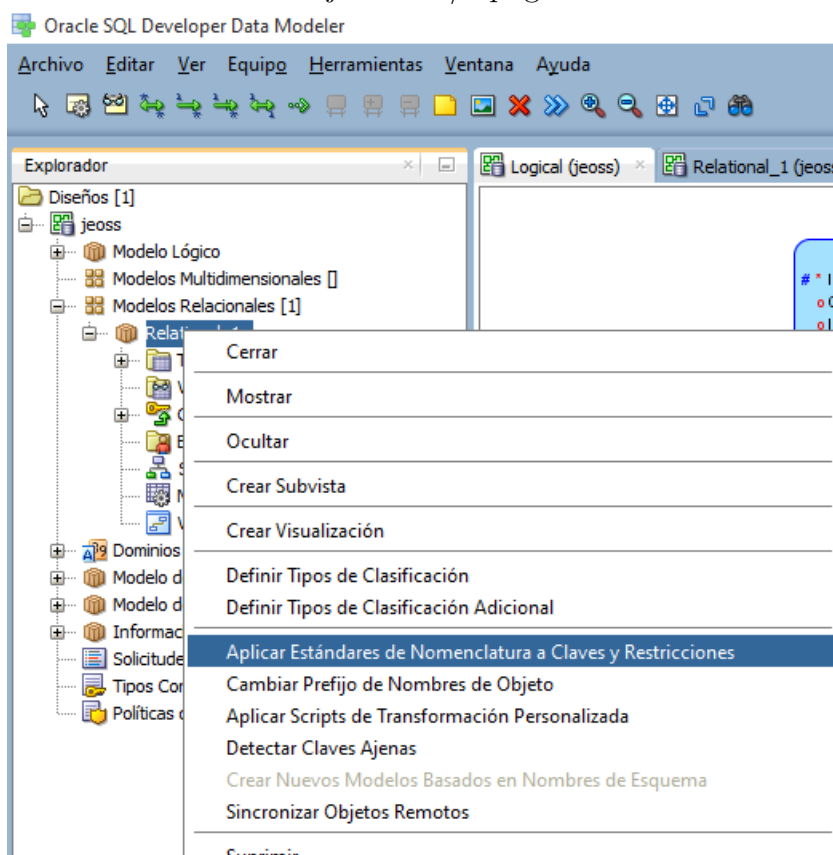 Oracle SQL Developer Data Modeler
Archivo Editar Ver Equipo Herramientas Ventana Ayuda
Explorador
Logical (jeoss)
Relational_1 (jeoss
Diseños [1]
jeoss
Modelo Lógico
Modelos Multidimensionales []
Modelos Relacionales [1]
Cerrar
Mostrar
Ocultar
Crear Subvista
Crear Visualización
Dominios
Definir Tipos de Clasificación
Modelo d
Definir Tipos de Clasificación Adicional
Modelo d
Informac
Aplicar Estándares de Nomenclatura a Claves y Restricciones
Solicitude
Cambiar Prefijo de Nombres de Objeto
Tipos Cor
Aplicar Scripts de Transformación Personalizada
Políticas
Detectar Claves Ajenas
Crear Nuevos Modelos Basados en Nombres de Esquema
Sincronizar Objetos Remotos